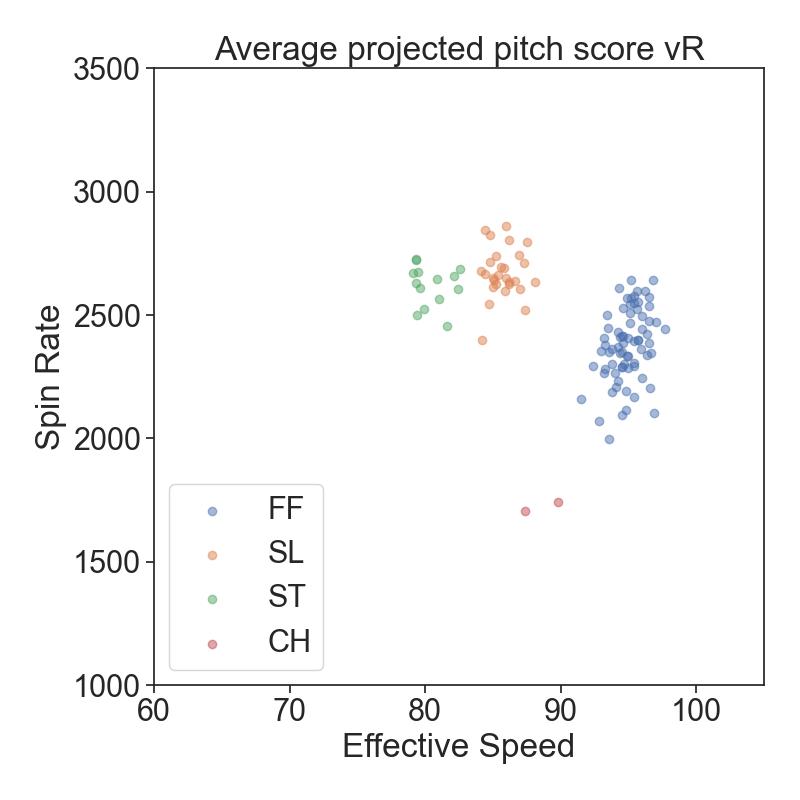 Average projected pitch score vR
3500
3000
2500
2000
1500
1000
Spin Rate
FF
SL
ST
CH
60 70 80 90 100
Effective Speed